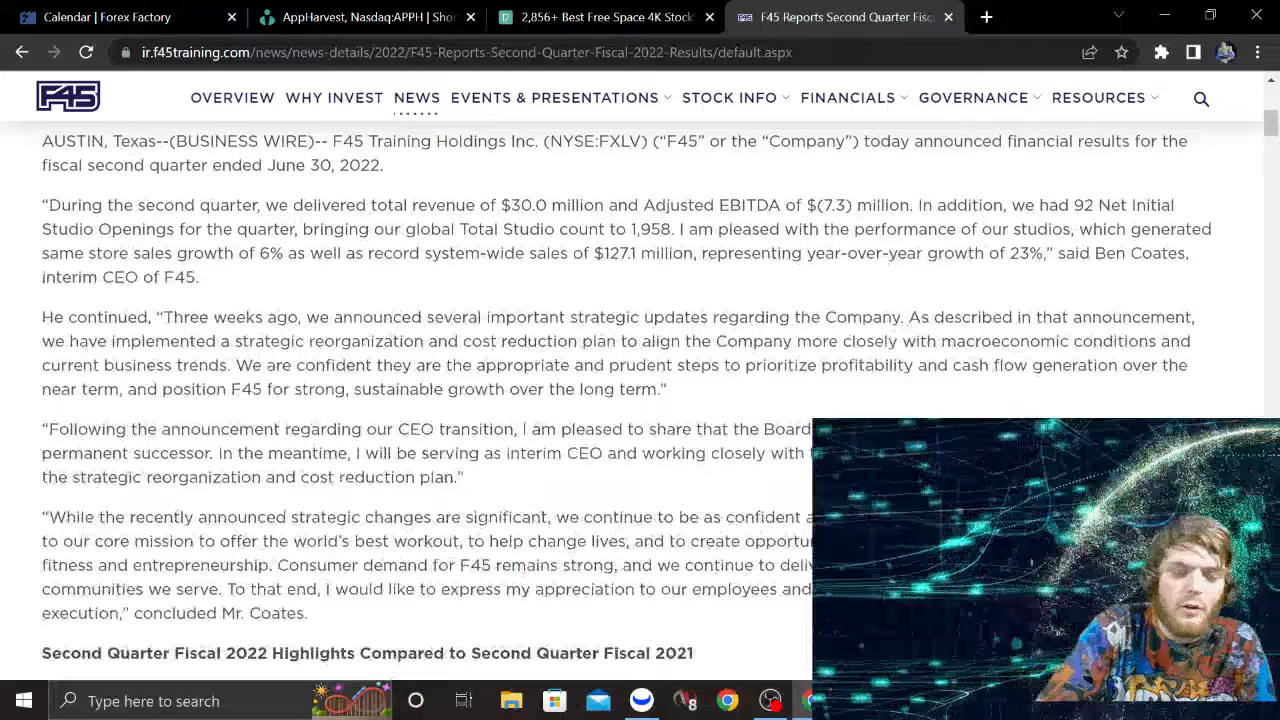 Calendar | Forex Factory
AppHarvest, Nasdaq:APPH | Shor
2,856+ Best Free Space 4K Stock
F45 Reports Second Quarter Fisc
ir.f45training.com/news/news-details/2022/F45-Reports-Second-Quarter-Fiscal-2022-Results/default.aspx
F45
OVERVIEW WHY INVEST NEWS EVENTS & PRESENTATIONS STOCK INFO FINANCIALS GOVERNANCE RESOURCES
AUSTIN, Texas--(BUSINESS WIRE)-- F45 Training Holdings Inc. (NYSE:FXLV) (“F45” or the “Company”) today announced financial results for the
fiscal second quarter ended June 30, 2022.
“During the second quarter, we delivered total revenue of $30.0 million and Adjusted EBITDA of $(7.3) million. In addition, we had 92 Net Initial
Studio Openings for the quarter, bringing our global Total Studio count to 1,958. I am pleased with the performance of our studios, which generated
same store sales growth of 6% as well as record system-wide sales of $127.1 million, representing year-over-year growth of 23%,” said Ben Coates,
interim CEO of F45.
He continued, “Three weeks ago, we announced several important strategic updates regarding the Company. As described in that announcement,
we have implemented a strategic reorganization and cost reduction plan to align the Company more closely with macroeconomic conditions and
current business trends. We are confident they are the appropriate and prudent steps to prioritize profitability and cash flow generation over the
near term, and position F45 for strong, sustainable growth over the long term.”
“Following the announcement regarding our CEO transition, I am pleased to share that the Board
permanent successor. In the meantime, I will be serving as interim CEO and working closely with
the strategic reorganization and cost reduction plan.”
“While the recently announced strategic changes are significant, we continue to be as confident
to our core mission to offer the world’s best workout, to help change lives, and to create opportu
fitness and entrepreneurship. Consumer demand for F45 remains strong, and we continue to deli
communities we serve. To that end, I would like to express my appreciation to our employees and
execution,” concluded Mr. Coates.
Second Quarter Fiscal 2022 Highlights Compared to Second Quarter Fiscal 2021
Type here to search